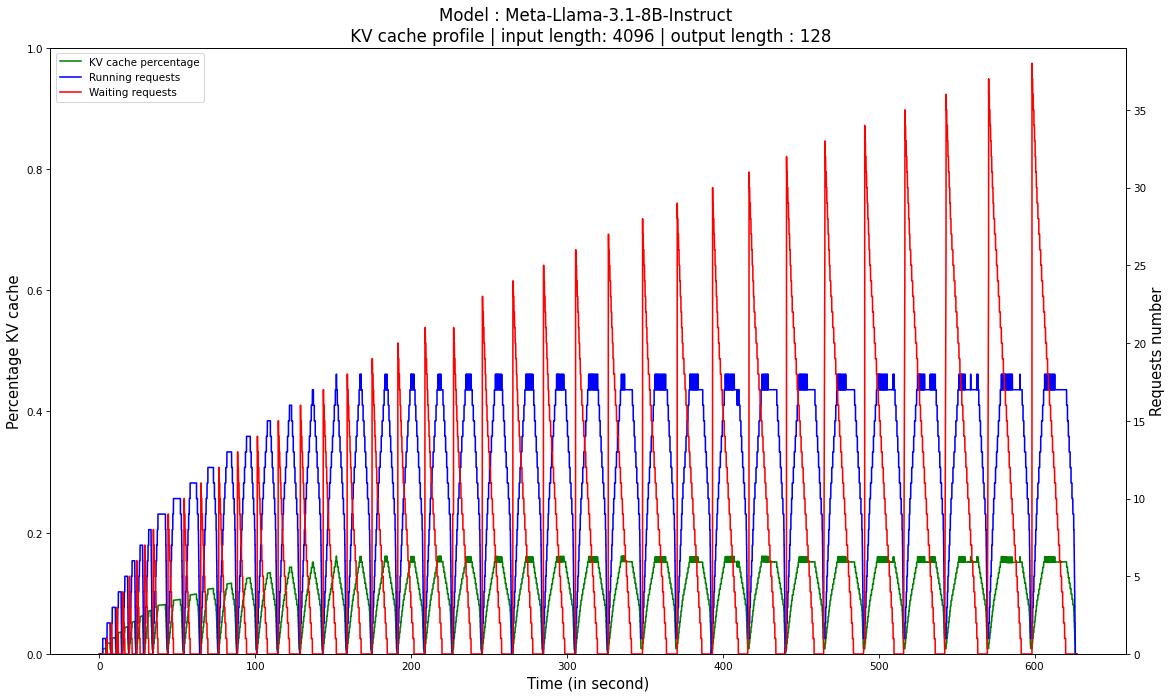 Model : Meta-Llama-3.1-8B-Instruct
KV cache profile | input length: 4096 | output length : 128
KV cache percentage
Running requests
Waiting requests
Percentage KV cache
1.0
0.8
0.6
0.4
0.2
0.0
35
30
25
20
15
10
5
0
Requests number
0 100 200 300 400 500 600
Time (in second)